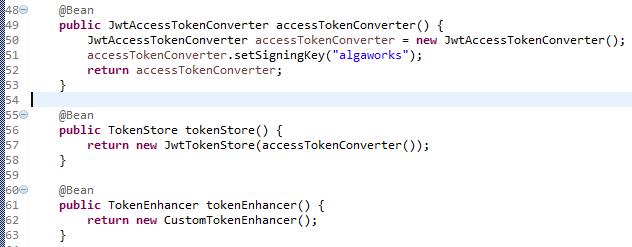 48 @Bean
49 public JwtAccessTokenConverter accessTokenConverter() {
50 JwtAccessTokenConverter accessTokenConverter = new JwtAccessTokenConverter();
51 accessTokenConverter.setSigningKey("algaworks");
52 return accessTokenConverter;
53 }
54
55 @Bean
56 public TokenStore tokenStore() {
57 return new JwtTokenStore(accessTokenConverter());
58 }
59
60 @Bean
61 public TokenEnhancer tokenEnhancer() {
62 return new CustomTokenEnhancer();
63 }